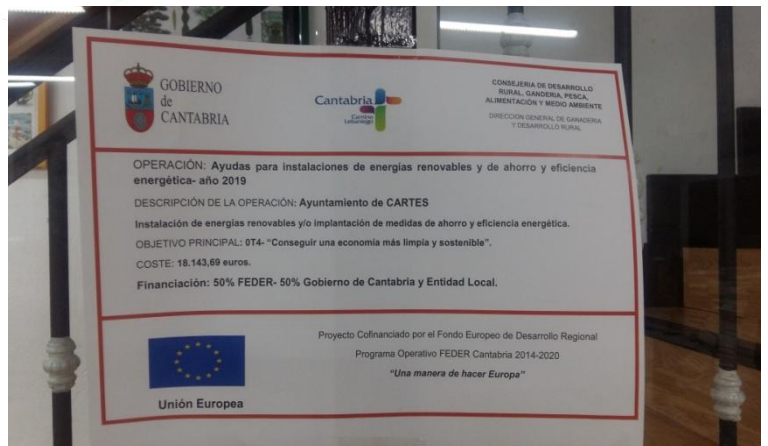 GOBIERNO
de
CANTABRIA
Cantabria
Camino
Lebaniego
CONSEJERIA DE DESARROLLO
RURAL, GANDERIA, PESCA,
ALIMENTACIÓN Y MEDIO AMBIENTE
DIRECCION GENERAL DE GANADERIA
Y DESARROLLO RURAL
OPERACIÓN: Ayudas para instalaciones de energías renovables y de ahorro y eficiencia
energética- año 2019
DESCRIPCIÓN DE LA OPERACIÓN: Ayuntamiento de CARTES
Instalación de energías renovables y/o implantación de medidas de ahorro y eficiencia energética.
OBJETIVO PRINCIPAL: 0T4- “Conseguir una economía más limpia y sostenible”.
COSTE: 18.143,69 euros.
Financiación: 50% FEDER- 50% Gobierno de Cantabria y Entidad Local.
Proyecto Cofinanciado por el Fondo Europeo de Desarrollo Regional
Programa Operativo FEDER Cantabria 2014-2020
“Una manera de hacer Europa”
Unión Europea